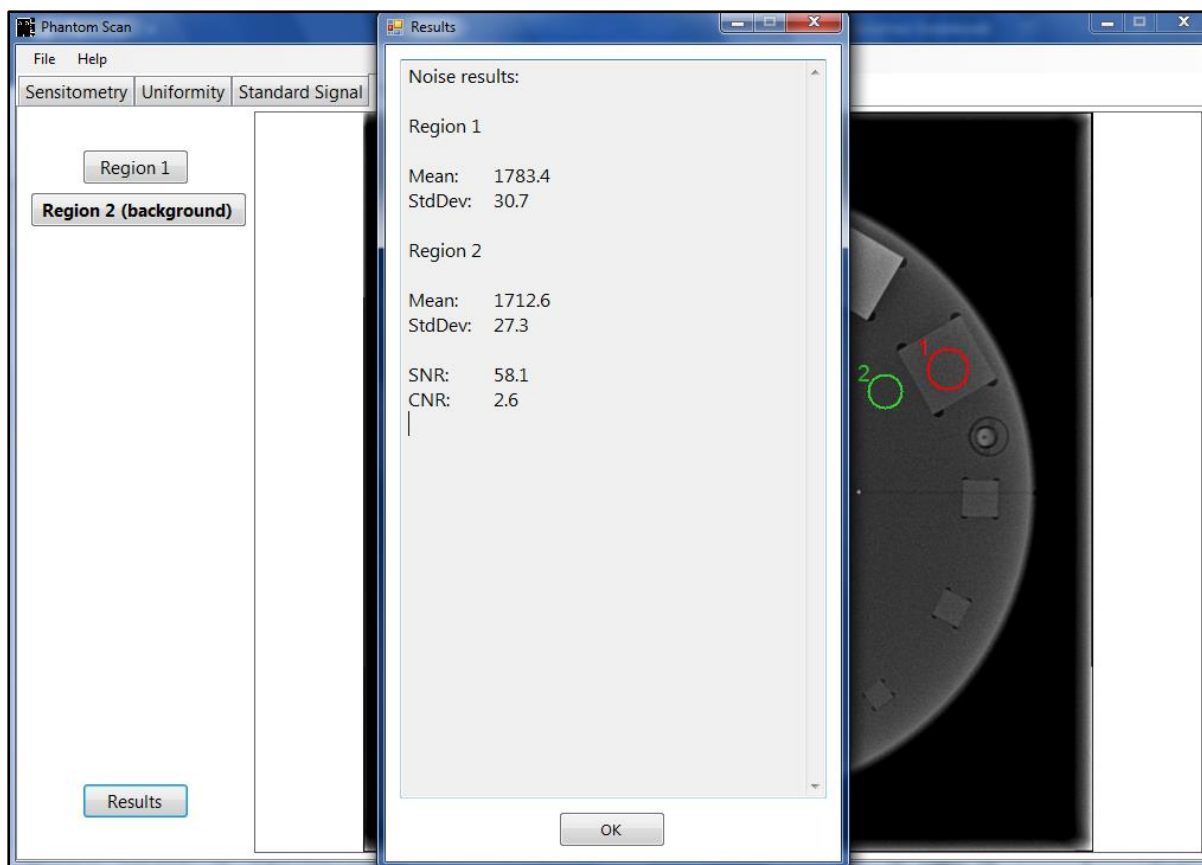 Phantom Scan
File Help
Sensitometry Uniformity Standard Signal
Region 1
Region 2 (background)
Results
Results
Noise results:
Region 1
Mean: 1783.4
StdDev: 30.7
Region 2
Mean: 1712.6
StdDev: 27.3
SNR: 58.1
CNR: 2.6
OK
1
2